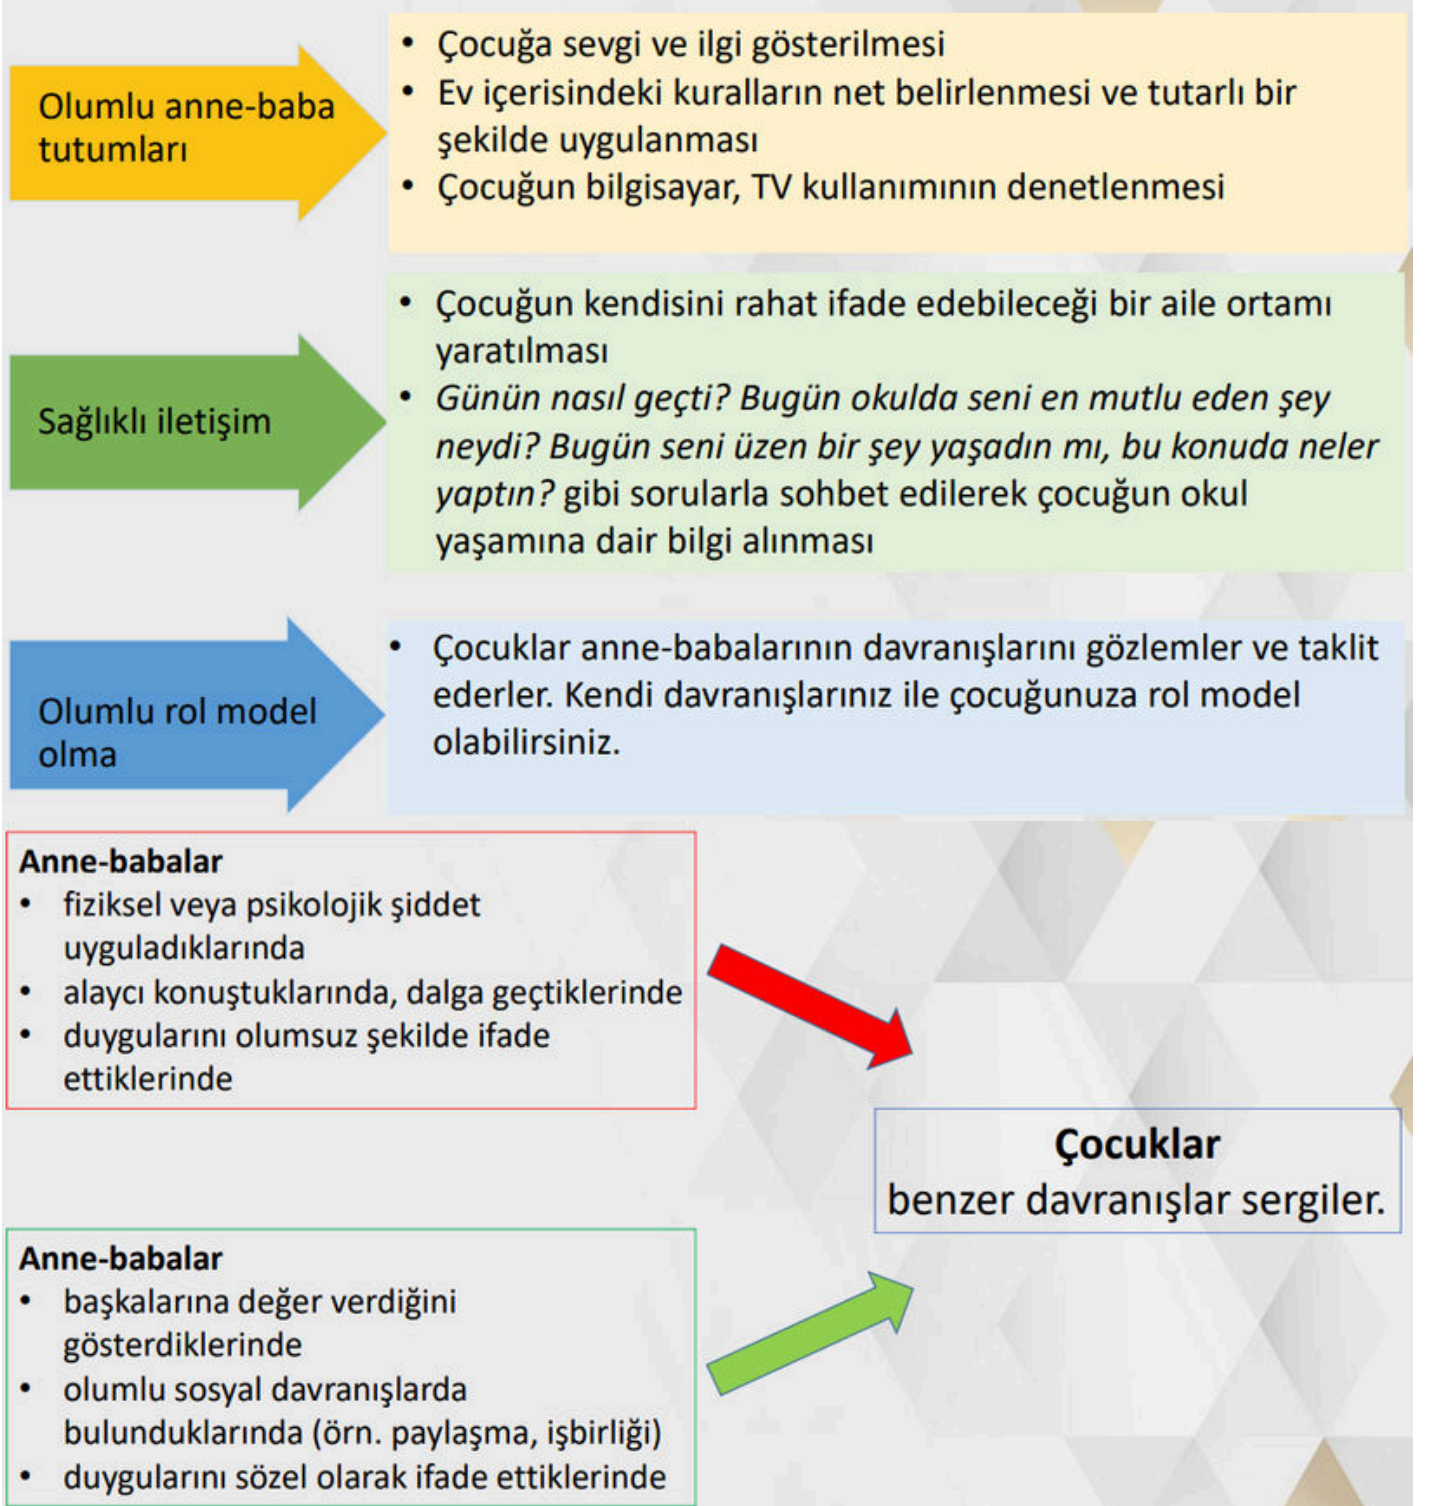 Olumlu anne-baba
tutumları
• Çocuğa sevgi ve ilgi gösterilmesi
• Ev içerisindeki kuralların net belirlenmesi ve tutarlı bir
şekilde uygulanması
• Çocuğun bilgisayar, TV kullanımının denetlenmesi
Sağlıklı iletişim
• Çocuğun kendisini rahat ifade edebileceği bir aile ortamı
yaratılması
• Günün nasıl geçti? Bugün okulda seni en mutlu eden şey
neydi? Bugün seni üzen bir şey yaşadın mı, bu konuda neler
yaptın? gibi sorularla sohbet edilerek çocuğun okul
yaşamına dair bilgi alınması
Olumlu rol model
olma
• Çocuklar anne-babalarının davranışlarını gözlemler ve taklit
ederler. Kendi davranışlarınız ile çocuğunuza rol model
olabilirsiniz.
Anne-babalar
• fiziksel veya psikolojik şiddet
uyguladıklarında
• alaycı konuştuklarında, dalga geçtiklerinde
• duygularını olumsuz şekilde ifade
ettiklerinde
Çocuklar
benzer davranışlar sergiler.
Anne-babalar
• başkalarına değer verdiğini
gösterdiklerinde
• olumlu sosyal davranışlarda
bulunduklarında (örn. paylaşma, işbirliği)
• duygularını sözel olarak ifade ettiklerinde